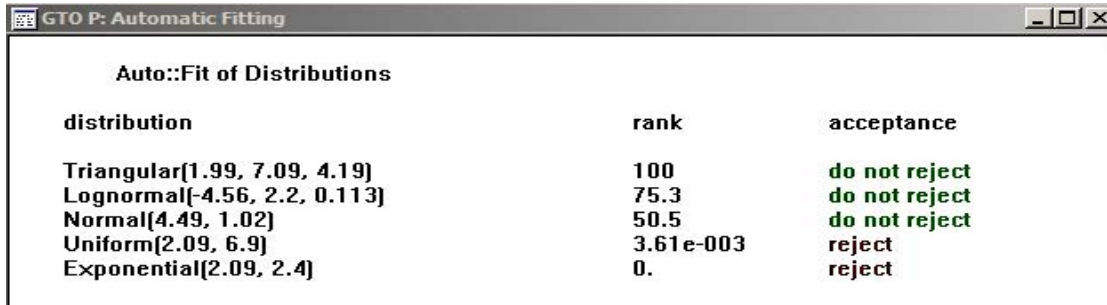 GTO P: Automatic Fitting
Auto::Fit of Distributions
distribution rank acceptance
Triangular(1.99, 7.09, 4.19) 100 do not reject
Lognormal(-4.56, 2.2, 0.113) 75.3 do not reject
Normal(4.49, 1.02) 50.5 do not reject
Uniform(2.09, 6.9) 3.61e-003 reject
Exponential(2.09, 2.4) 0. reject